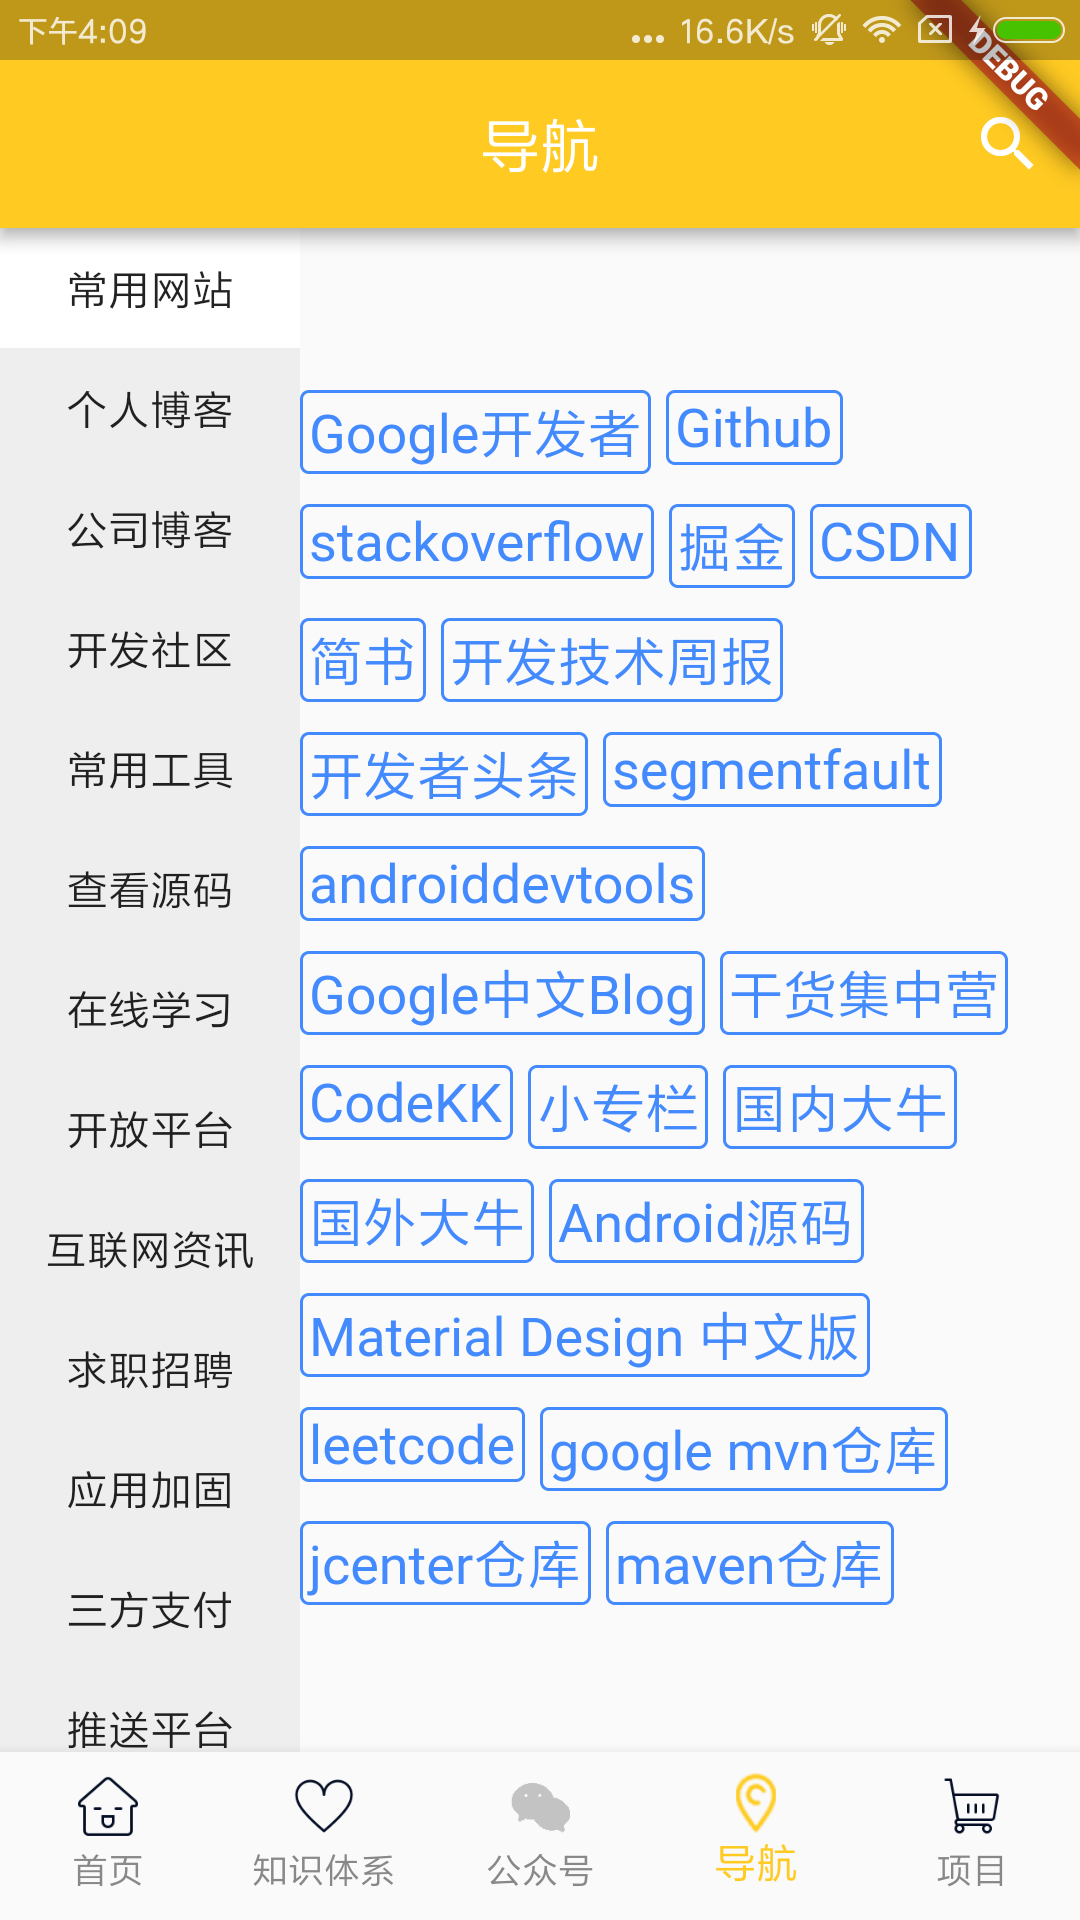 下午4:09 ... 16.6K/s
DEBUG
导航
常用网站
个人博客
公司博客
开发社区
常用工具
查看源码
在线学习
开放平台
互联网资讯
求职招聘
应用加固
三方支付
推送平台
Google开发者 Github
stackoverflow 掘金 CSDN
简书 开发技术周报
开发者头条 segmentfault
androiddevtools
Google中文Blog 干货集中营
CodeKK 小专栏 国内大牛
国外大牛 Android源码
Material Design 中文版
leetcode google mvn仓库
jcenter仓库 maven仓库
首页 知识体系 公众号 导航 项目